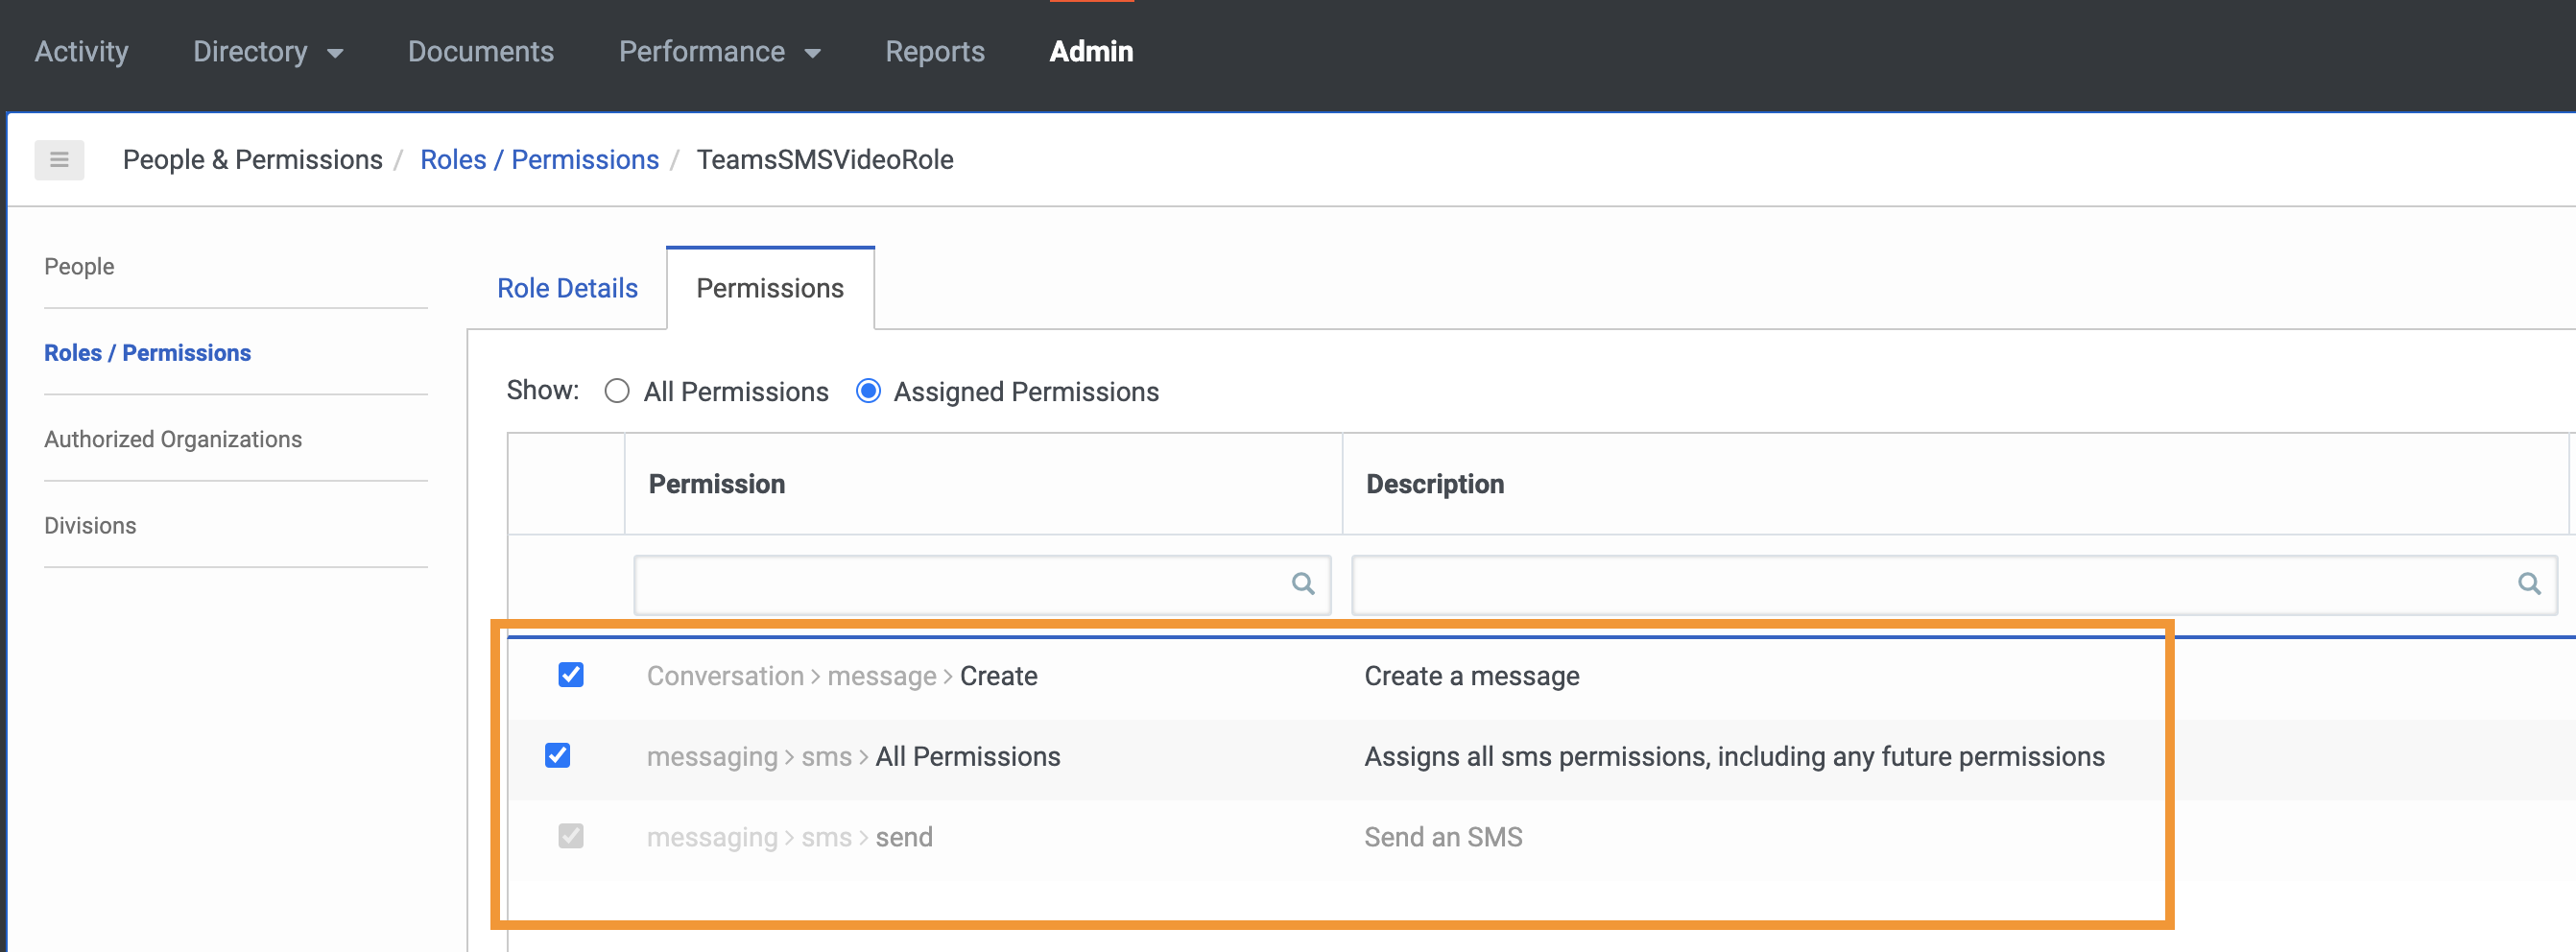 Activity Directory Documents Performance Reports Admin
People & Permissions / Roles / Permissions / TeamsSMSVideoRole
People
Roles / Permissions
Authorized Organizations
Divisions
Role Details Permissions
Show: All Permissions Assigned Permissions
Permission Description
Conversation > message > Create Create a message
messaging > sms > All Permissions Assigns all sms permissions, including any future permissions
messaging > sms > send Send an SMS